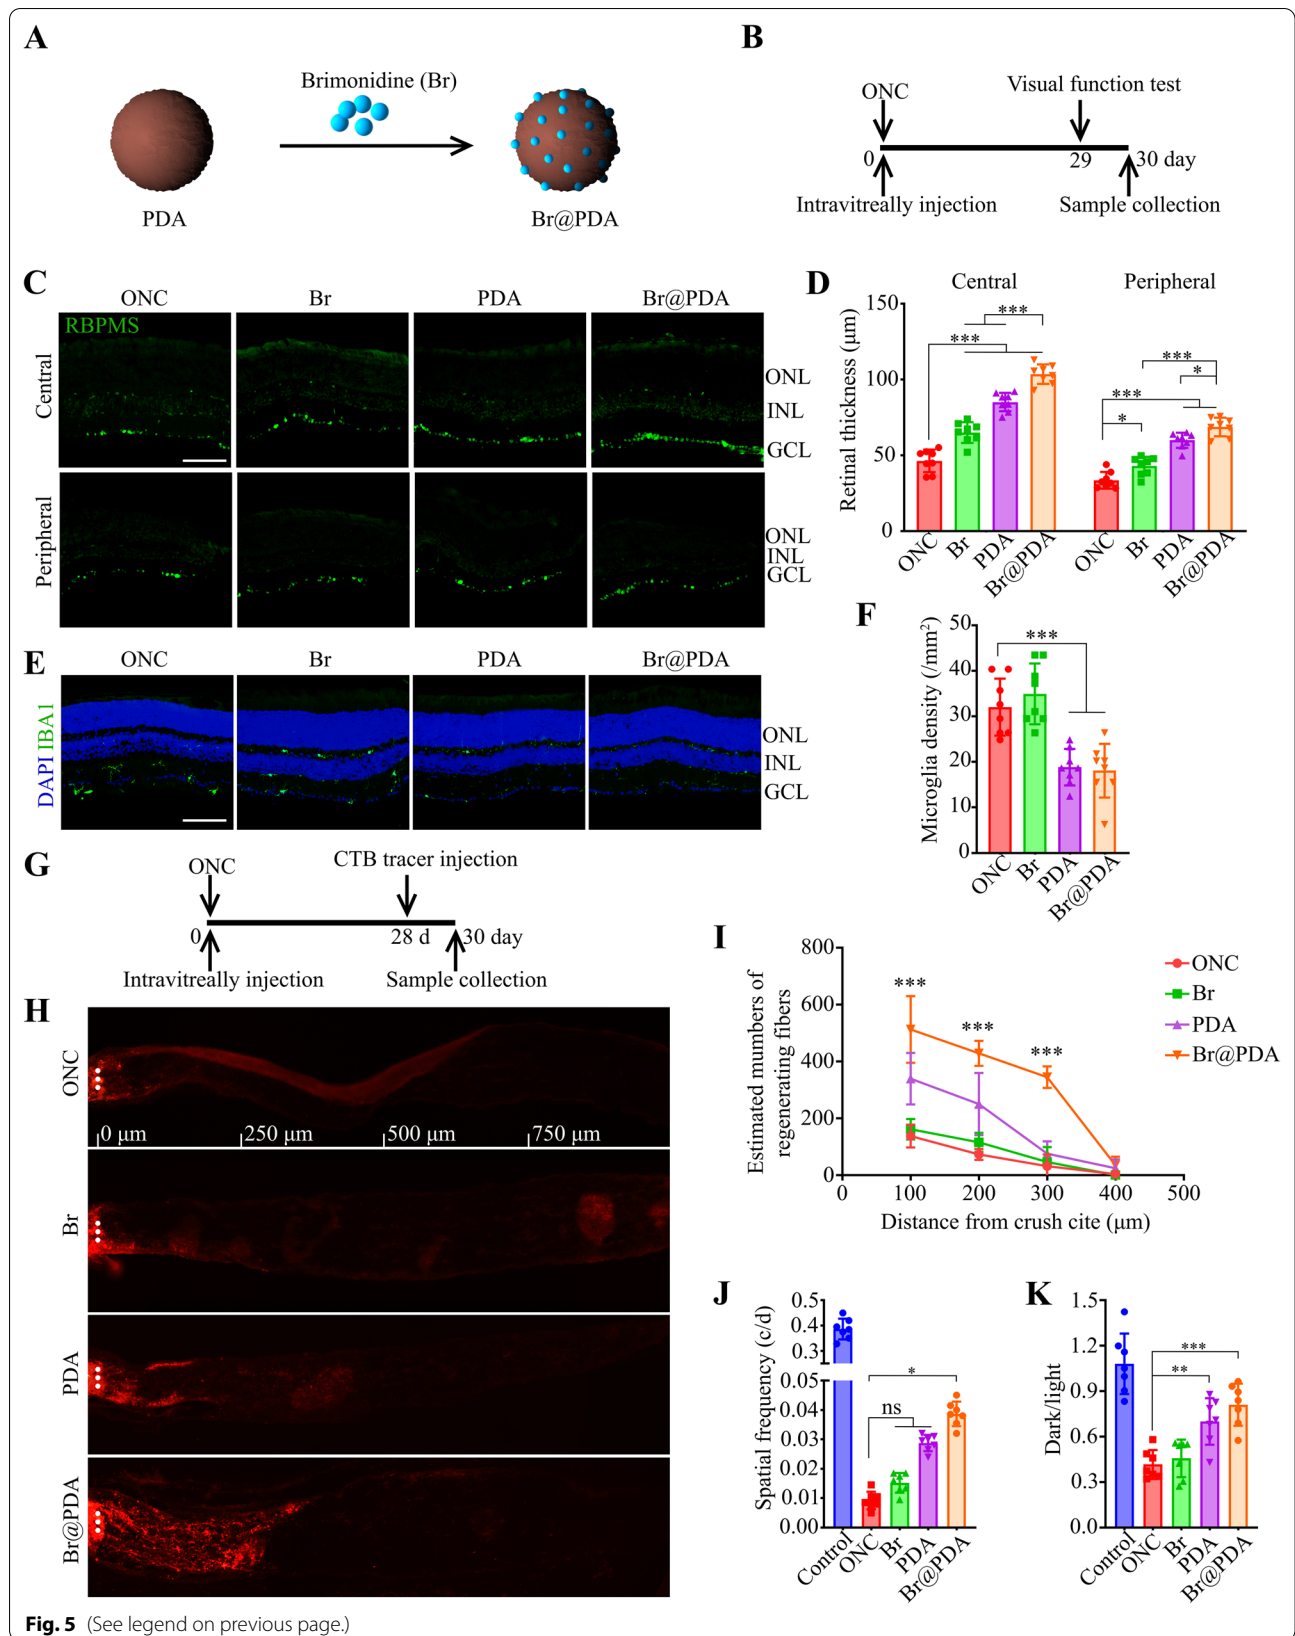 A
Brimonidine (Br)
PDA
Br@PDA
B
ONC
Visual function test
0
29
30 day
Intravitreally injection
Sample collection
C
ONC
Br
PDA
Br@PDA
RBPMS
Central
ONL
INL
GCL
Peripheral
ONL
INL
GCL
D
Central
Peripheral
Retinal thickness (μm)
150
100
50
0
***
***
***
*
***
*
ONC
Br
PDA
Br@PDA
ONC
Br
PDA
Br@PDA
E
ONC
Br
PDA
Br@PDA
DAPI IBA1
ONL
INL
GCL
F
Microglia density (/mm²)
50
40
30
20
10
0
***
ONC
Br
PDA
Br@PDA
G
ONC
CTB tracer injection
0
28 d
30 day
Intravitreally injection
Sample collection
H
ONC
0 μm
250 μm
500 μm
750 μm
Br
PDA
Br@PDA
I
Estimated mumbers of
regenerating fibers
800
600
400
200
0
***
***
***
0
100
200
300
400
500
Distance from crush cite (μm)
ONC
Br
PDA
Br@PDA
J
Spatial frequency (c/d)
0.5
0.4
0.3
0.05
0.04
0.03
0.02
0.01
0.00
*
ns
Control
ONC
Br
PDA
Br@PDA
K
Dark/light
1.5
1.2
0.9
0.6
0.3
0.0
***
**
Control
ONC
Br
PDA
Br@PDA
Fig. 5 (See legend on previous page.)